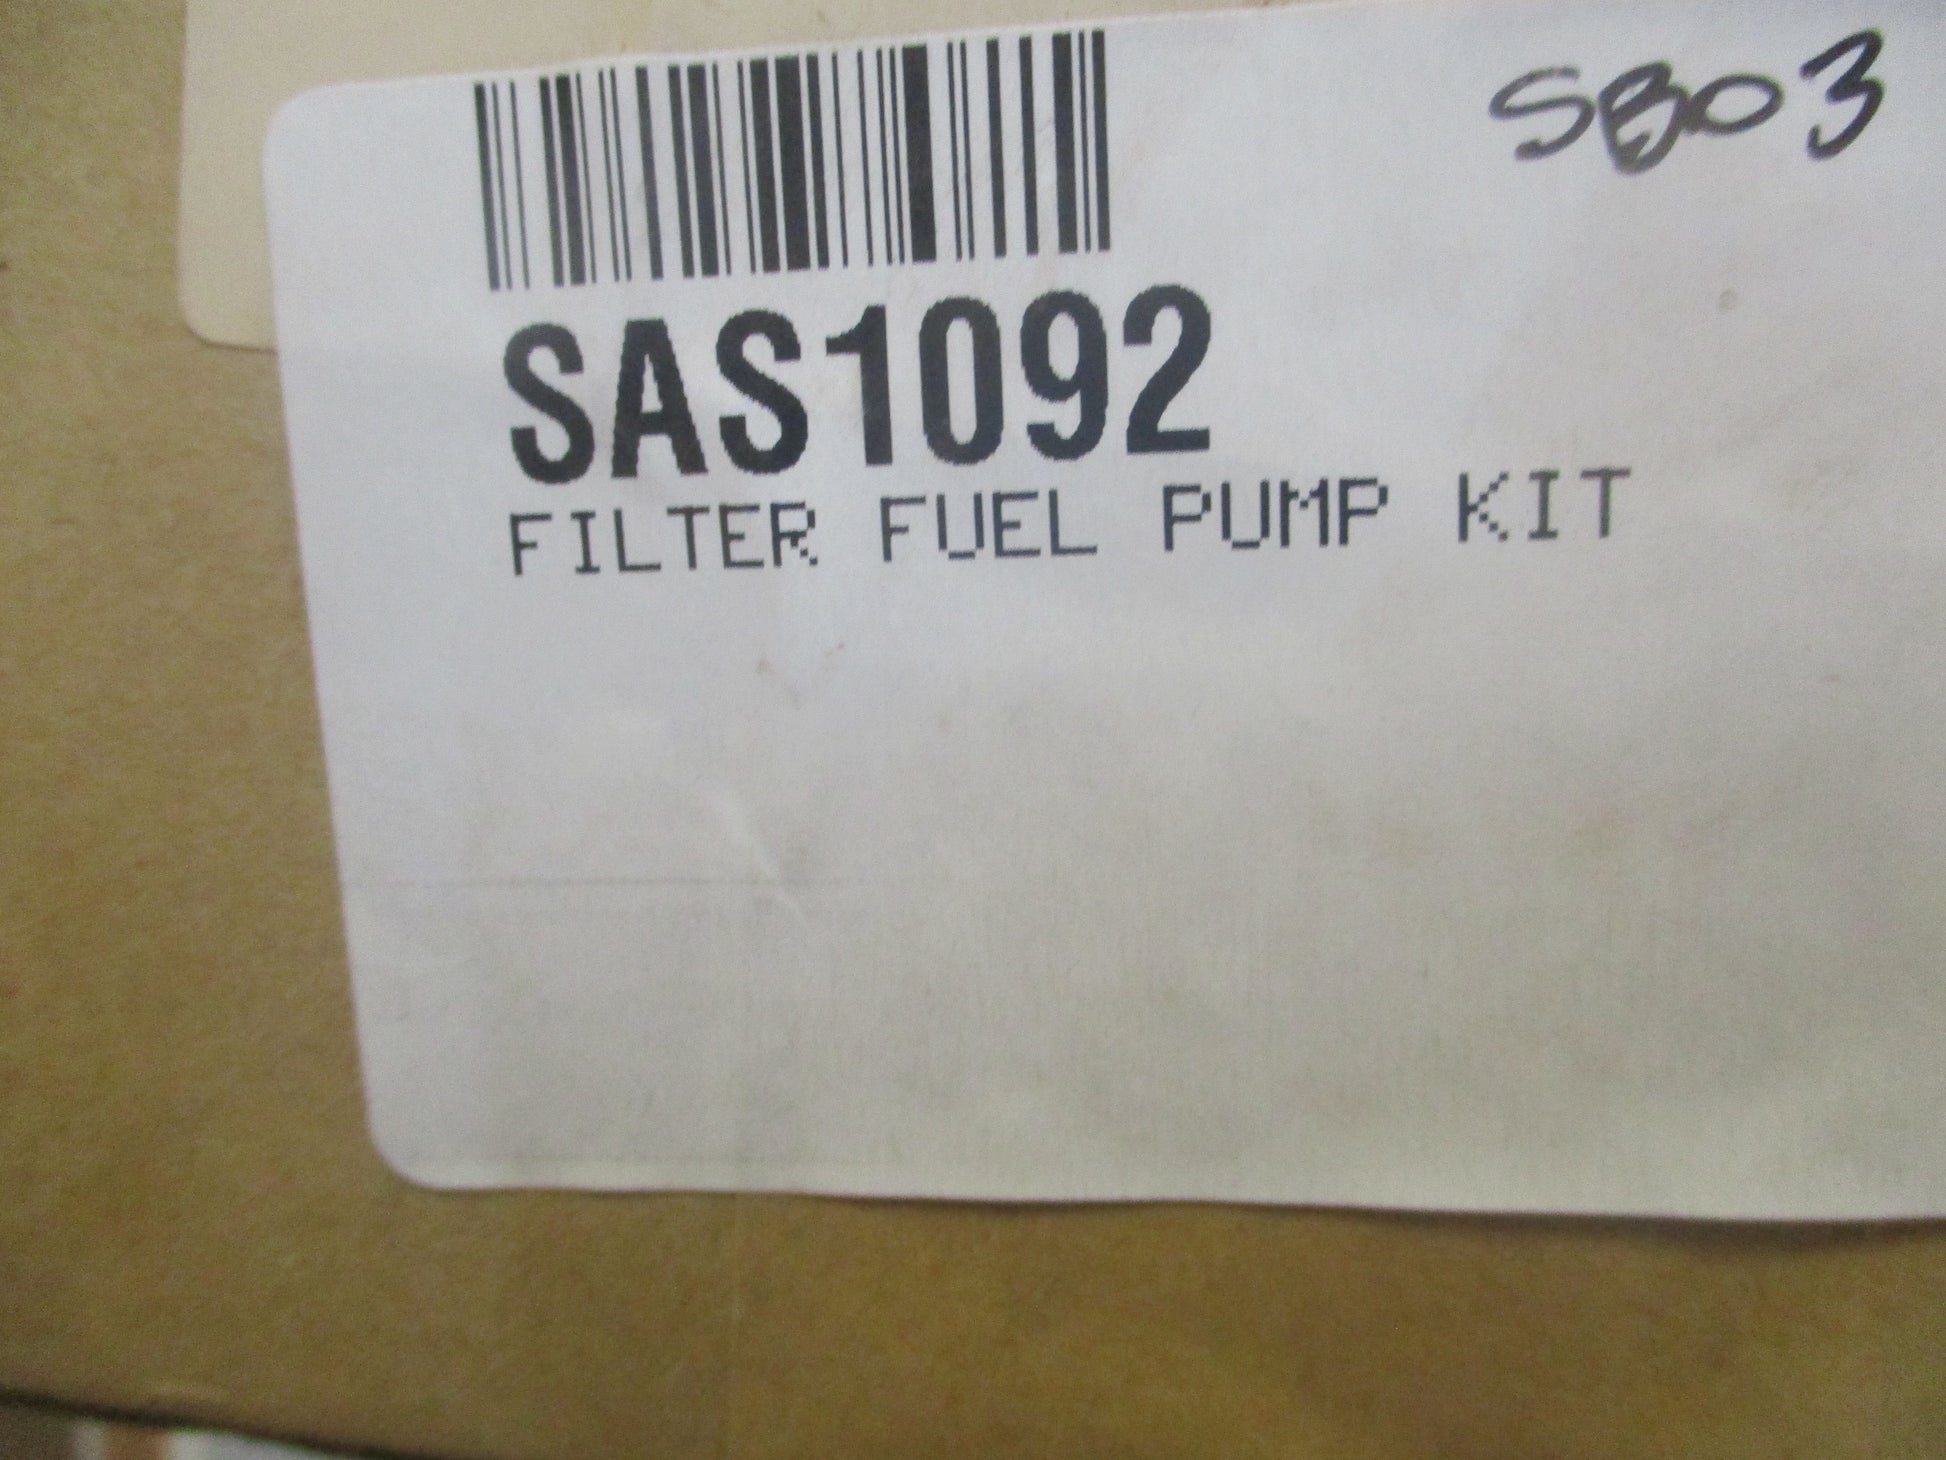 SB03
SAS1092
FILTER FUEL PUMP KIT